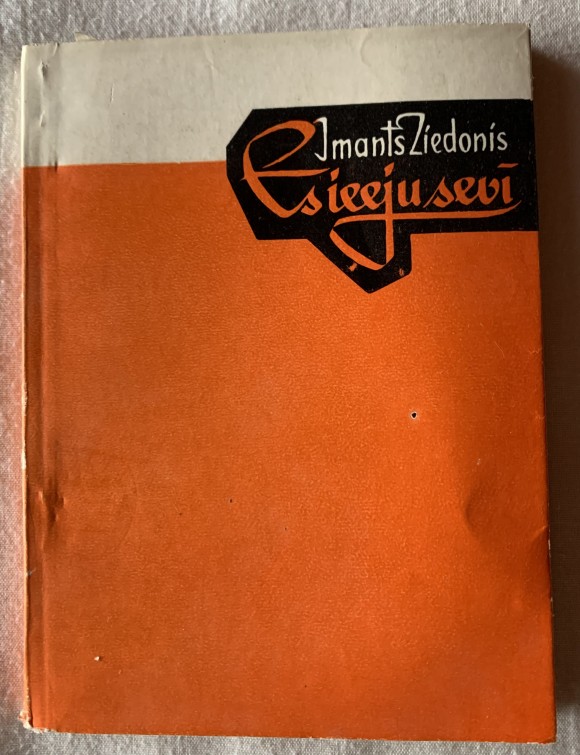 Imants Ziedonis
Es ieeju sevī